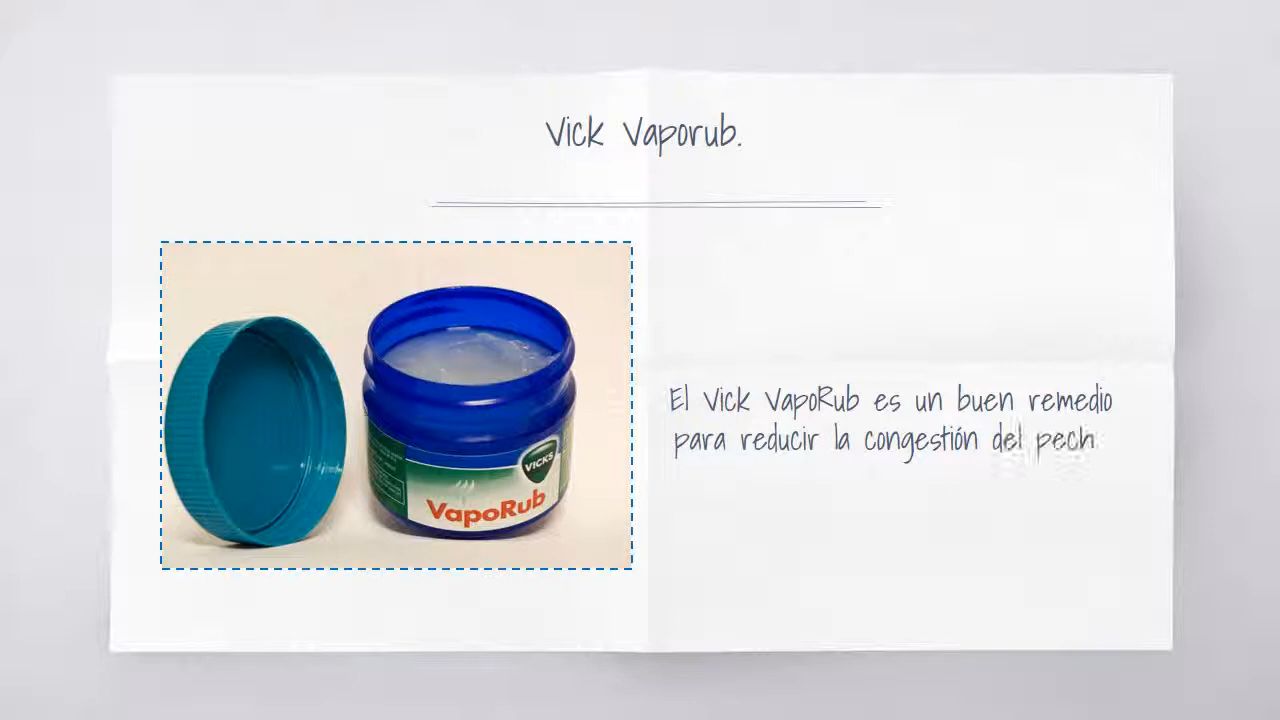 Vick Vaporub.
El Vick VapoRub es un buen remedio
para reducir la congestión del pech
VICKS
VapoRub